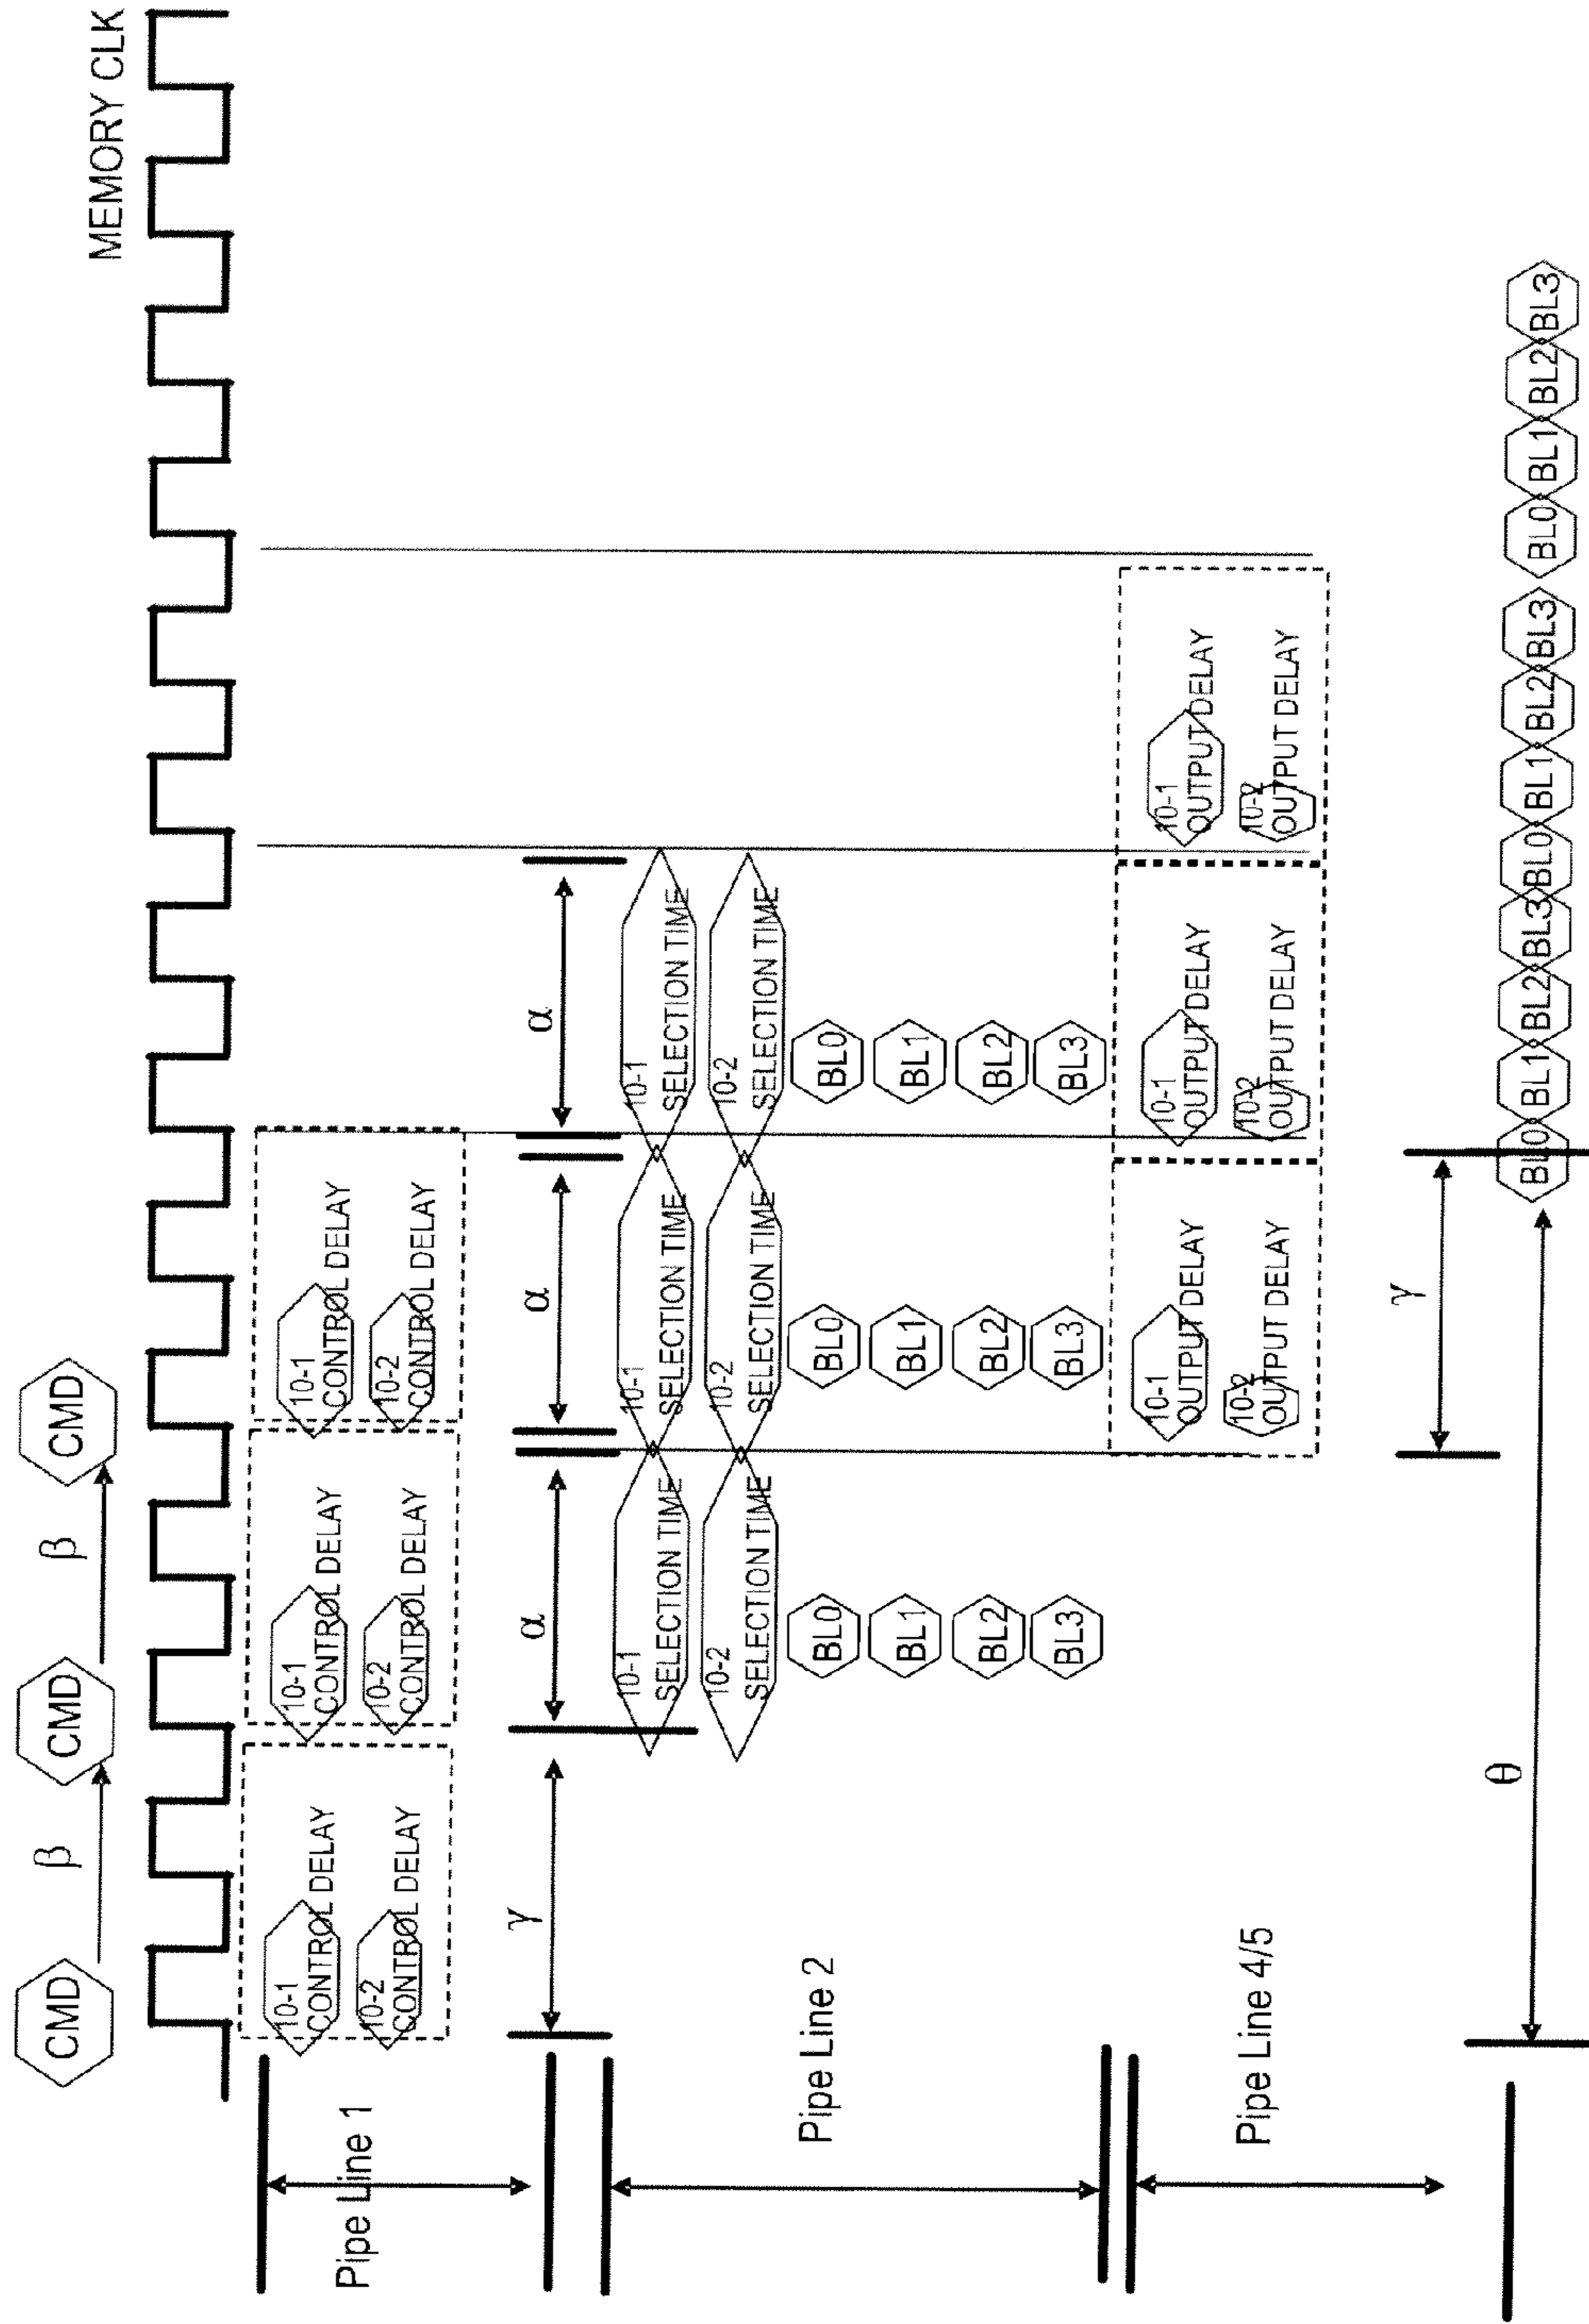 MEMORY CLK
CMD
β
CMD
β
CMD
Pipe Line 1
10-1
CONTROL DELAY
10-2
CONTROL DELAY
10-1
CONTROL DELAY
10-2
CONTROL DELAY
10-1
CONTROL DELAY
10-2
CONTROL DELAY
γ
α
α
α
Pipe Line 2
10-1
SELECTION TIME
10-2
SELECTION TIME
BL0
BL1
BL2
BL3
10-1
SELECTION TIME
10-2
SELECTION TIME
BL0
BL1
BL2
BL3
10-1
SELECTION TIME
10-2
SELECTION TIME
BL0
BL1
BL2
BL3
Pipe Line 4/5
10-1
OUTPUT DELAY
10-2
OUTPUT DELAY
10-1
OUTPUT DELAY
10-2
OUTPUT DELAY
10-1
OUTPUT DELAY
10-2
OUTPUT DELAY
γ
θ
BL0 BL1 BL2 BL3 BL0 BL1 BL2 BL3 BL0 BL1 BL2 BL3